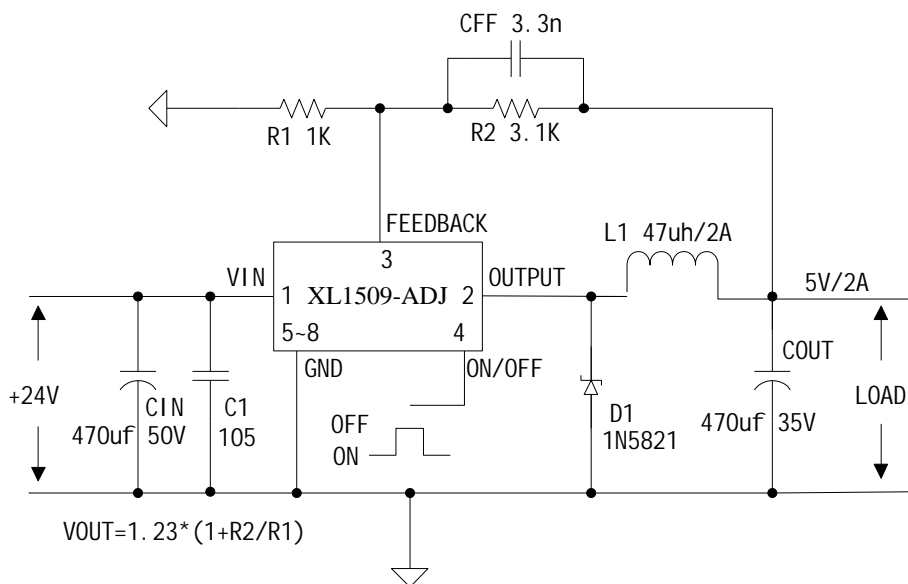 CFF 3.3n
R1 1K
R2 3.1K
FEEDBACK
3
L1 47uh/2A
VIN
OUTPUT
5V/2A
1 XL1509-ADJ 2
5~8
4
GND
ON/OFF
COUT
+24V
CIN
C1
LOAD
470uf 50V
105
OFF
ON
D1
1N5821
470uf 35V
VOUT=1.23*(1+R2/R1)